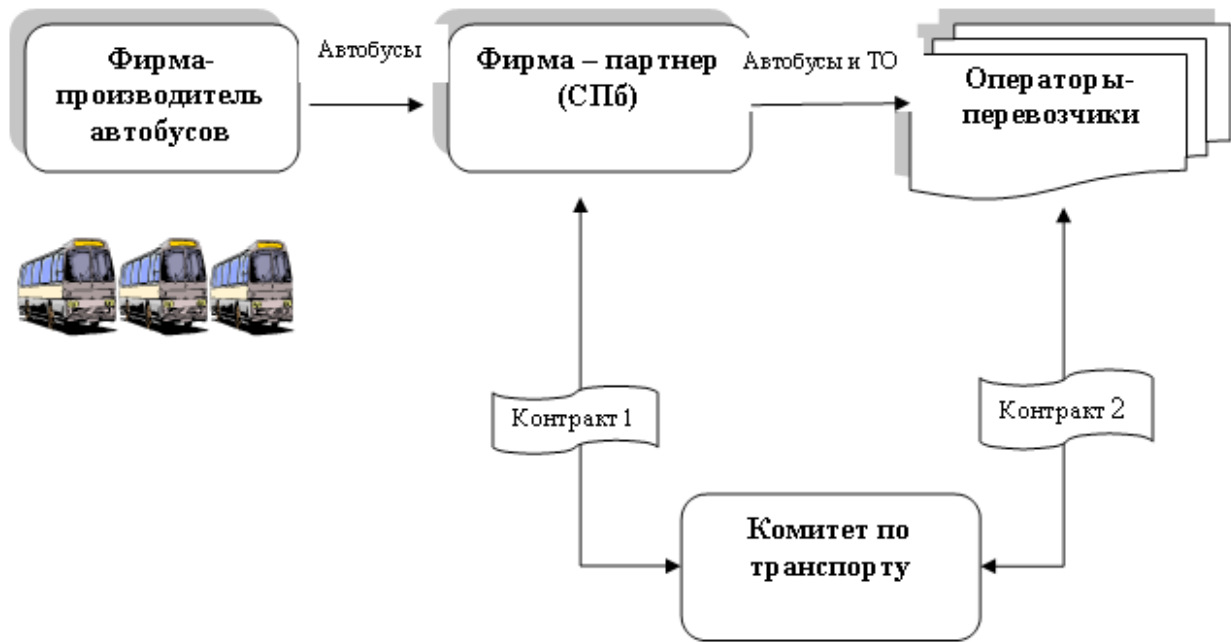 Фирма-
производитель
автобусов
Автобусы
Фирма – партнер
(СПб)
Автобусы и ТО
Операторы-
перевозчики
Контракт 1
Контракт 2
Комитет по
транспорту